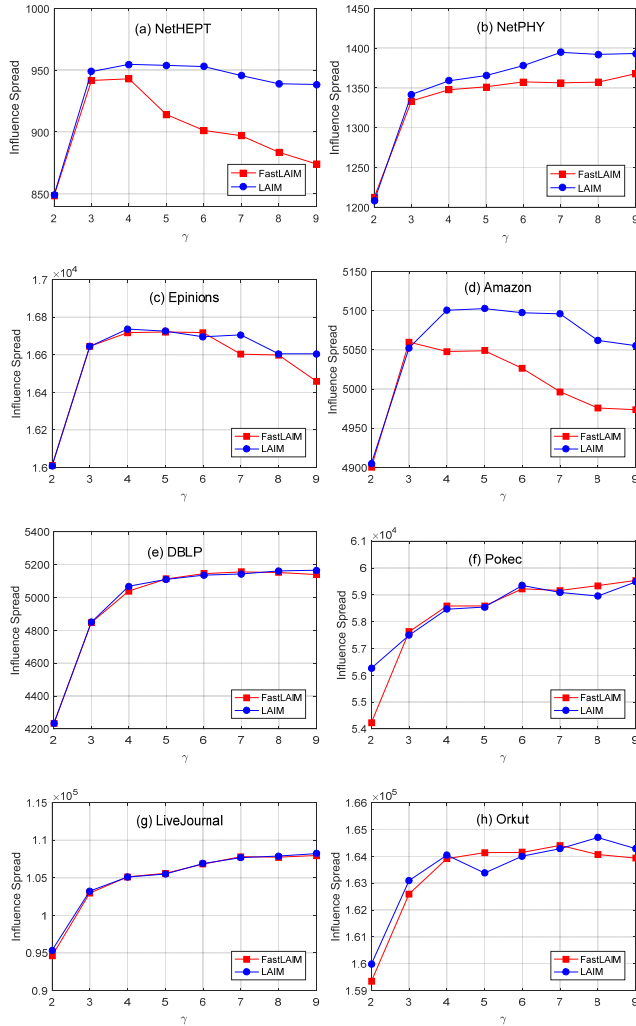 1000
950
900
850
Influence Spread
(a) NetHEPT
FastLAIM
LAIM
2 3 4 5 6 7 8 9
γ
1450
1400
1350
1300
1250
1200
Influence Spread
(b) NetPHY
FastLAIM
LAIM
2 3 4 5 6 7 8 9
γ
×10⁴
1.7
1.68
1.66
1.64
1.62
1.6
Influence Spread
(c) Epinions
FastLAIM
LAIM
2 3 4 5 6 7 8 9
γ
5150
5100
5050
5000
4950
4900
Influence Spread
(d) Amazon
FastLAIM
LAIM
2 3 4 5 6 7 8 9
γ
5400
5200
5000
4800
4600
4400
4200
Influence Spread
(e) DBLP
FastLAIM
LAIM
2 3 4 5 6 7 8 9
γ
×10⁴
6.1
6
5.9
5.8
5.7
5.6
5.5
5.4
Influence Spread
(f) Pokec
FastLAIM
LAIM
2 3 4 5 6 7 8 9
γ
×10⁵
1.15
1.1
1.05
1
0.95
0.9
Influence Spread
(g) LiveJournal
FastLAIM
LAIM
2 3 4 5 6 7 8 9
γ
×10⁵
1.66
1.65
1.64
1.63
1.62
1.61
1.6
1.59
Influence Spread
(h) Orkut
FastLAIM
LAIM
2 3 4 5 6 7 8 9
γ